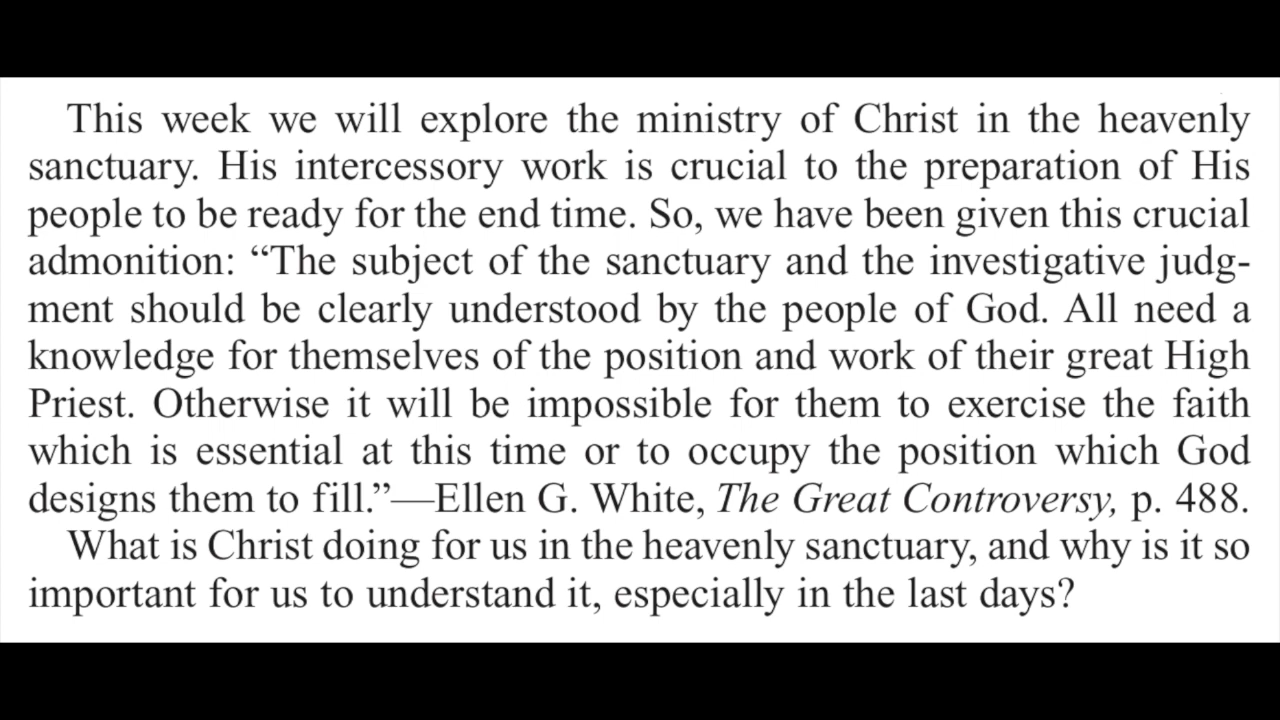 This week we will explore the ministry of Christ in the heavenly
sanctuary. His intercessory work is crucial to the preparation of His
people to be ready for the end time. So, we have been given this crucial
admonition: “The subject of the sanctuary and the investigative judg-
ment should be clearly understood by the people of God. All need a
knowledge for themselves of the position and work of their great High
Priest. Otherwise it will be impossible for them to exercise the faith
which is essential at this time or to occupy the position which God
designs them to fill.”—Ellen G. White, The Great Controversy, p. 488.
What is Christ doing for us in the heavenly sanctuary, and why is it so
important for us to understand it, especially in the last days?